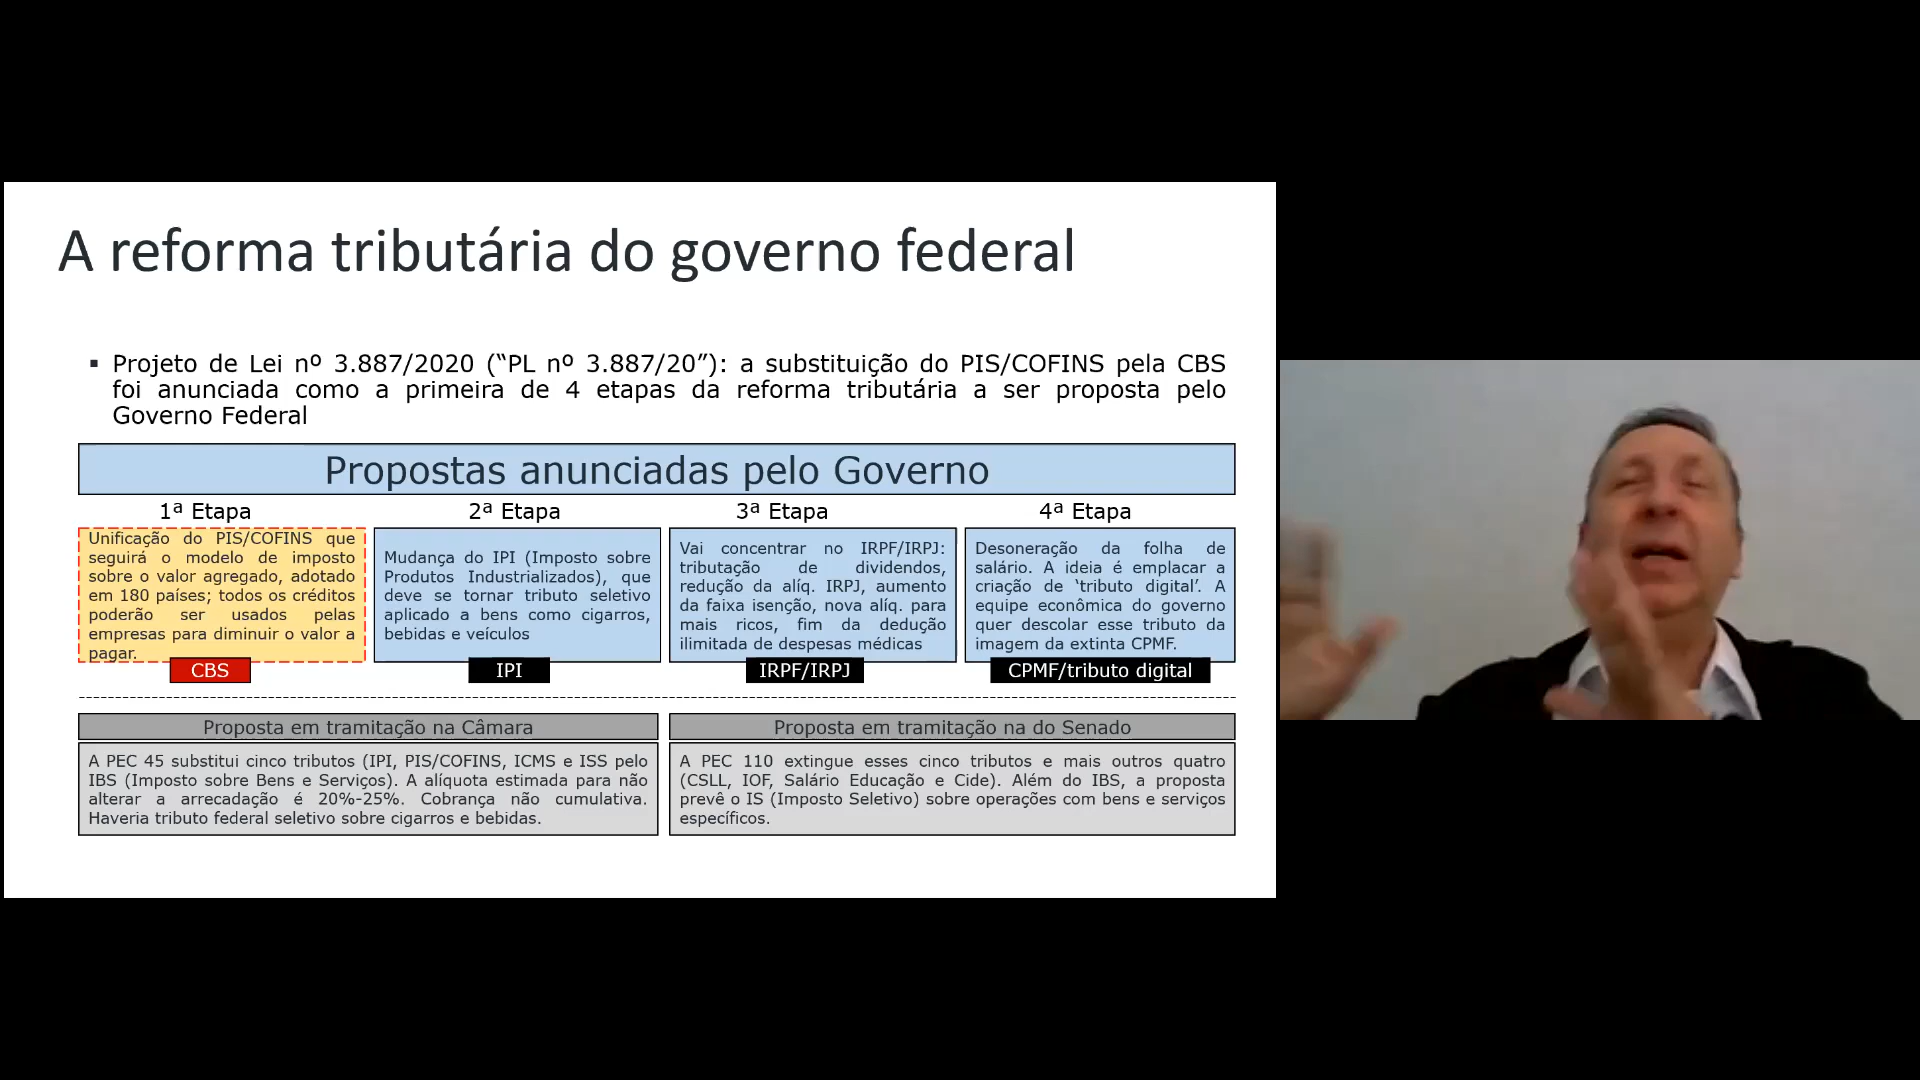 A reforma tributária do governo federal
▪ Projeto de Lei nº 3.887/2020 (“PL nº 3.887/20”): a substituição do PIS/COFINS pela CBS
foi anunciada como a primeira de 4 etapas da reforma tributária a ser proposta pelo
Governo Federal
Propostas anunciadas pelo Governo
1ª Etapa
Unificação do PIS/COFINS que
seguirá o modelo de imposto
sobre o valor agregado, adotado
em 180 países; todos os créditos
poderão ser usados pelas
empresas para diminuir o valor a
pagar.
CBS
2ª Etapa
Mudança do IPI (Imposto sobre
Produtos Industrializados), que
deve se tornar tributo seletivo
aplicado a bens como cigarros,
bebidas e veículos
IPI
3ª Etapa
Vai concentrar no IRPF/IRPJ:
tributação de dividendos,
redução da alíq. IRPJ, aumento
da faixa isenção, nova alíq. para
mais ricos, fim da dedução
ilimitada de despesas médicas
IRPF/IRPJ
4ª Etapa
Desoneração da folha de
salário. A ideia é emplacar a
criação de ‘tributo digital’. A
equipe econômica do governo
quer descolar esse tributo da
imagem da extinta CPMF.
CPMF/tributo digital
Proposta em tramitação na Câmara
A PEC 45 substitui cinco tributos (IPI, PIS/COFINS, ICMS e ISS pelo
IBS (Imposto sobre Bens e Serviços). A alíquota estimada para não
alterar a arrecadação é 20%-25%. Cobrança não cumulativa.
Haveria tributo federal seletivo sobre cigarros e bebidas.
Proposta em tramitação na do Senado
A PEC 110 extingue esses cinco tributos e mais outros quatro
(CSLL, IOF, Salário Educação e Cide). Além do IBS, a proposta
prevê o IS (Imposto Seletivo) sobre operações com bens e serviços
específicos.